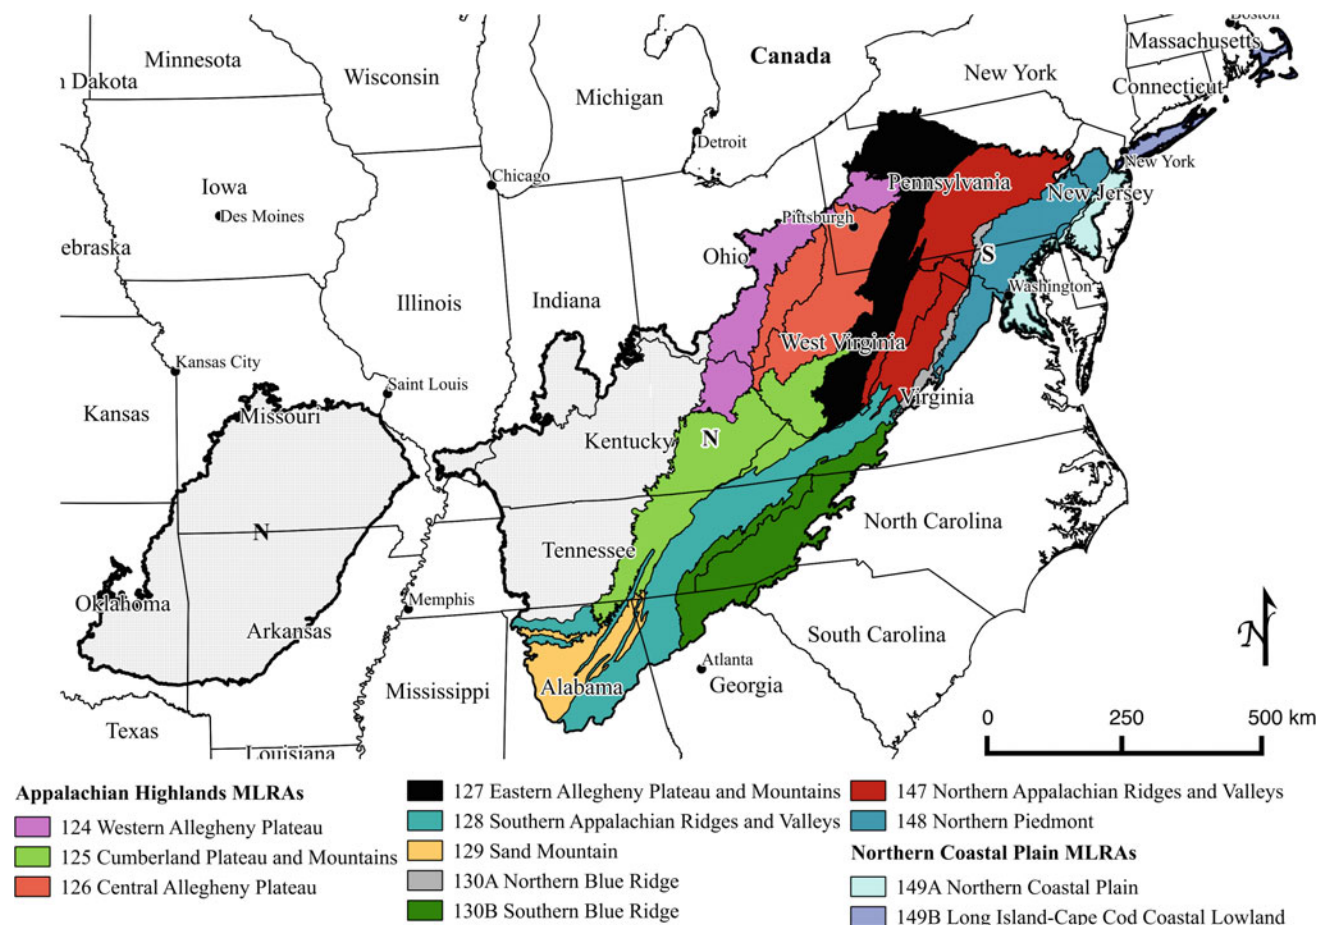 Boston
Minnesota
Canada
Massachusetts
Wisconsin
New York
n Dakota
Connecticut
Michigan
Detroit
New York
Chicago
Pennsylvania
Iowa
New Jersey
Des Moines
Pittsburgh
ebraska
Ohio
S
Washington
Illinois
Indiana
West Virginia
Kansas City
Saint Louis
Virginia
Kansas
Missouri
Kentucky
N
North Carolina
N
Tennessee
Memphis
Oklahoma
Arkansas
South Carolina
N
Atlanta
Mississippi
Alabama
Georgia
Texas
Louisiana
0 250 500 km
Appalachian Highlands MLRAs
124 Western Allegheny Plateau
125 Cumberland Plateau and Mountains
126 Central Allegheny Plateau
127 Eastern Allegheny Plateau and Mountains
128 Southern Appalachian Ridges and Valleys
129 Sand Mountain
130A Northern Blue Ridge
130B Southern Blue Ridge
147 Northern Appalachian Ridges and Valleys
148 Northern Piedmont
Northern Coastal Plain MLRAs
149A Northern Coastal Plain
149B Long Island-Cape Cod Coastal Lowland